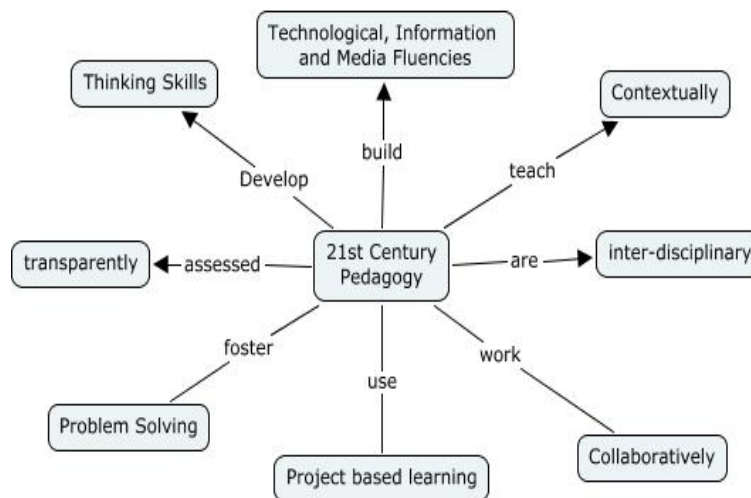 Technological, Information
and Media Fluencies
Thinking Skills
Contextually
build
teach
Develop
21st Century
Pedagogy
transparently
assessed
are
inter-disciplinary
foster
work
use
Problem Solving
Project based learning
Collaboratively